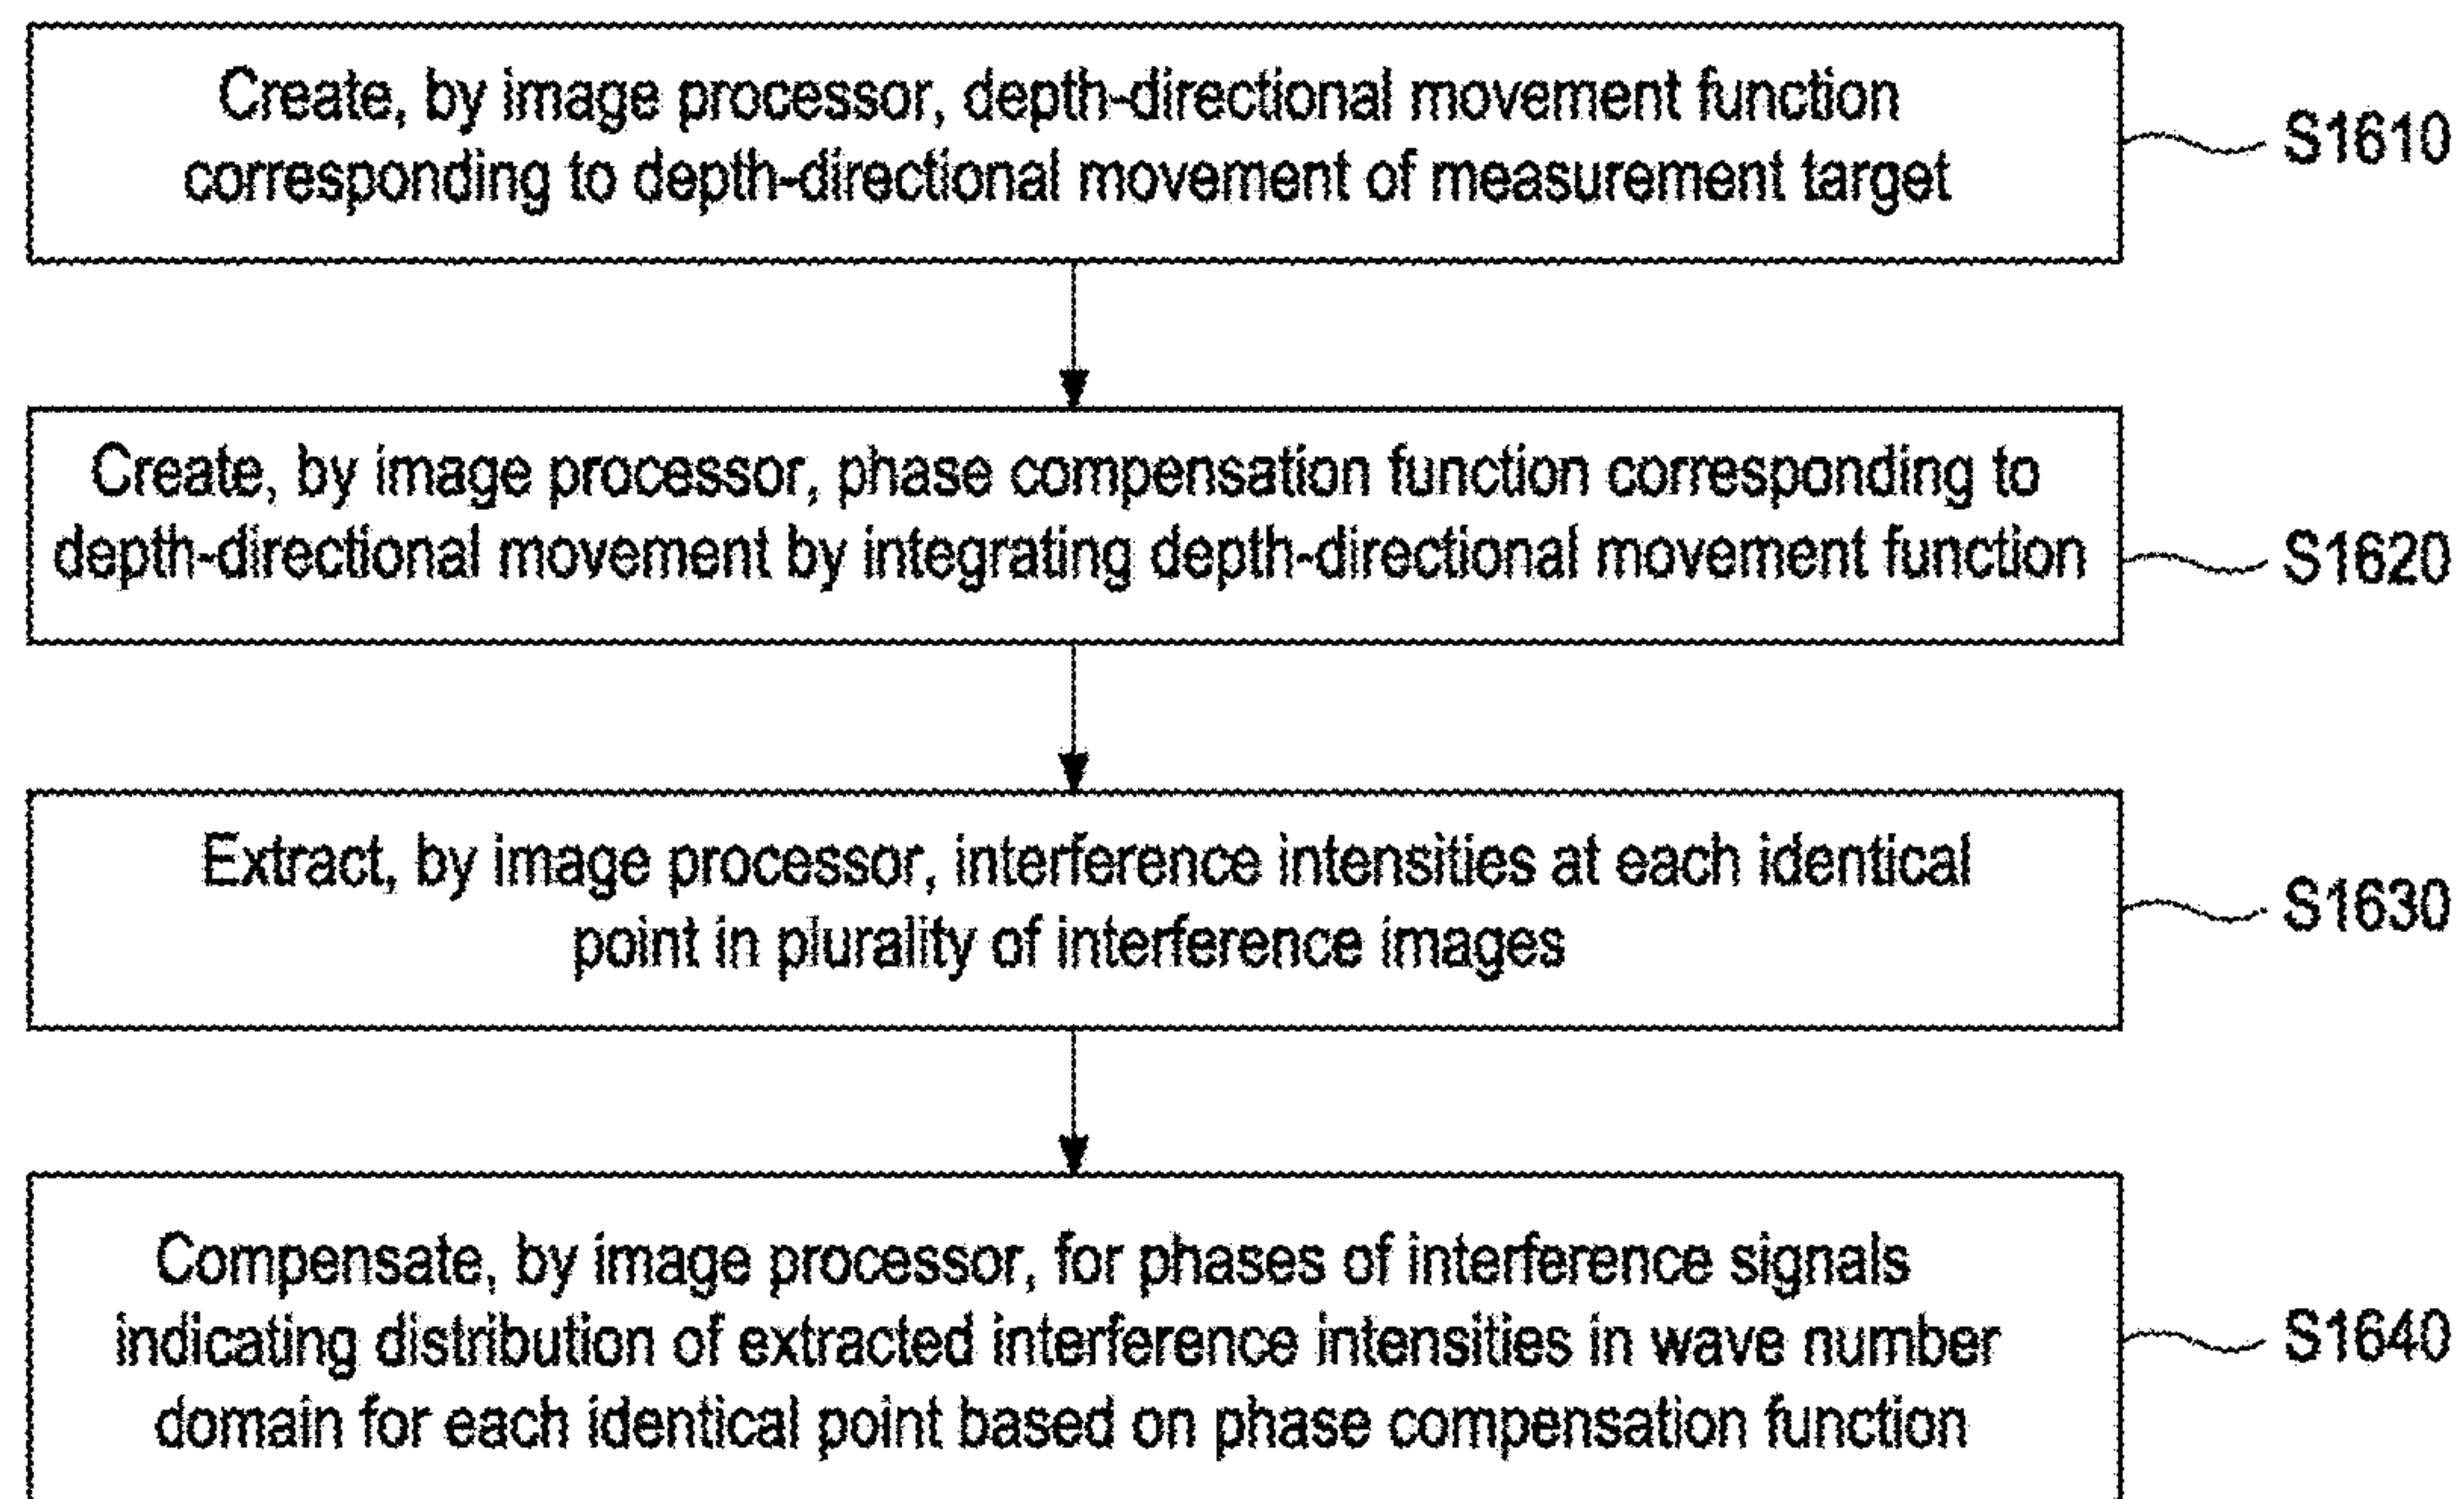 Create, by image processor, depth-directional movement function
corresponding to depth-directional movement of measurement target
S1610
Create, by image processor, phase compensation function corresponding to
depth-directional movement by integrating depth-directional movement function
S1620
Extract, by image processor, interference intensities at each identical
point in plurality of interference images
S1630
Compensate, by image processor, for phases of interference signals
indicating distribution of extracted interference intensities in wave number
domain for each identical point based on phase compensation function
S1640